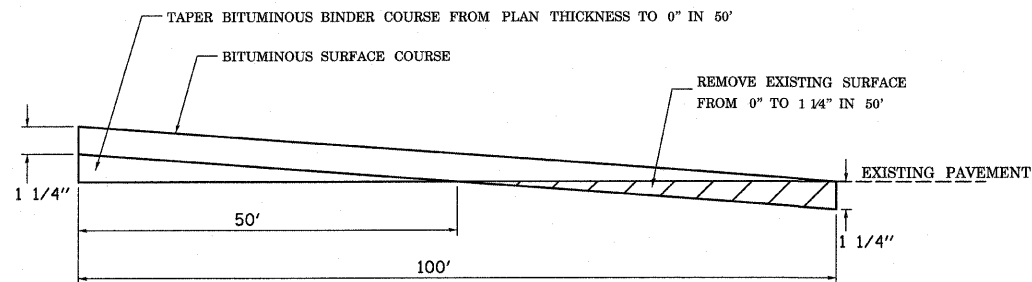 TAPER BITUMINOUS BINDER COURSE FROM PLAN THICKNESS TO 0" IN 50'
BITUMINOUS SURFACE COURSE
REMOVE EXISTING SURFACE
FROM 0" TO 1 1/4" IN 50'
EXISTING PAVEMENT
1 1/4"
50'
1 1/4"
100'